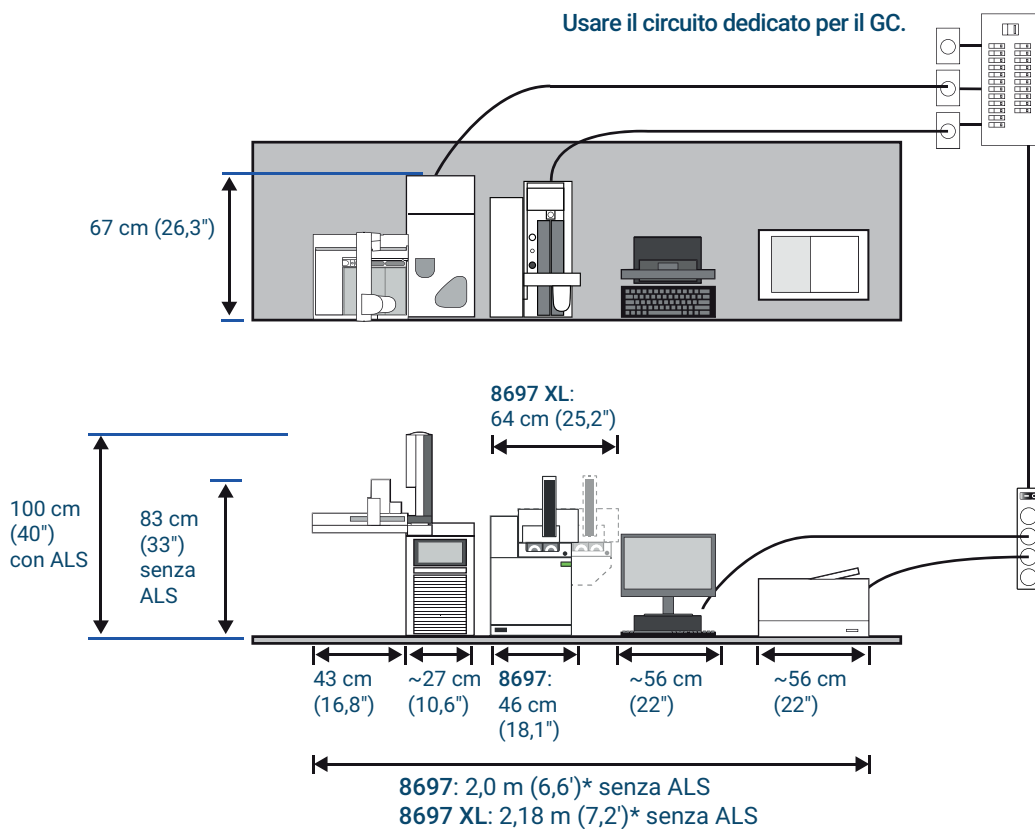 Usare il circuito dedicato per il GC.
67 cm (26,3")
8697 XL:
64 cm (25,2")
100 cm
(40")
con ALS
83 cm
(33")
senza
ALS
43 cm
(16,8")
~27 cm
(10,6")
8697:
46 cm
(18,1")
~56 cm
(22")
~56 cm
(22")
8697: 2,0 m (6,6')* senza ALS
8697 XL: 2,18 m (7,2')* senza ALS